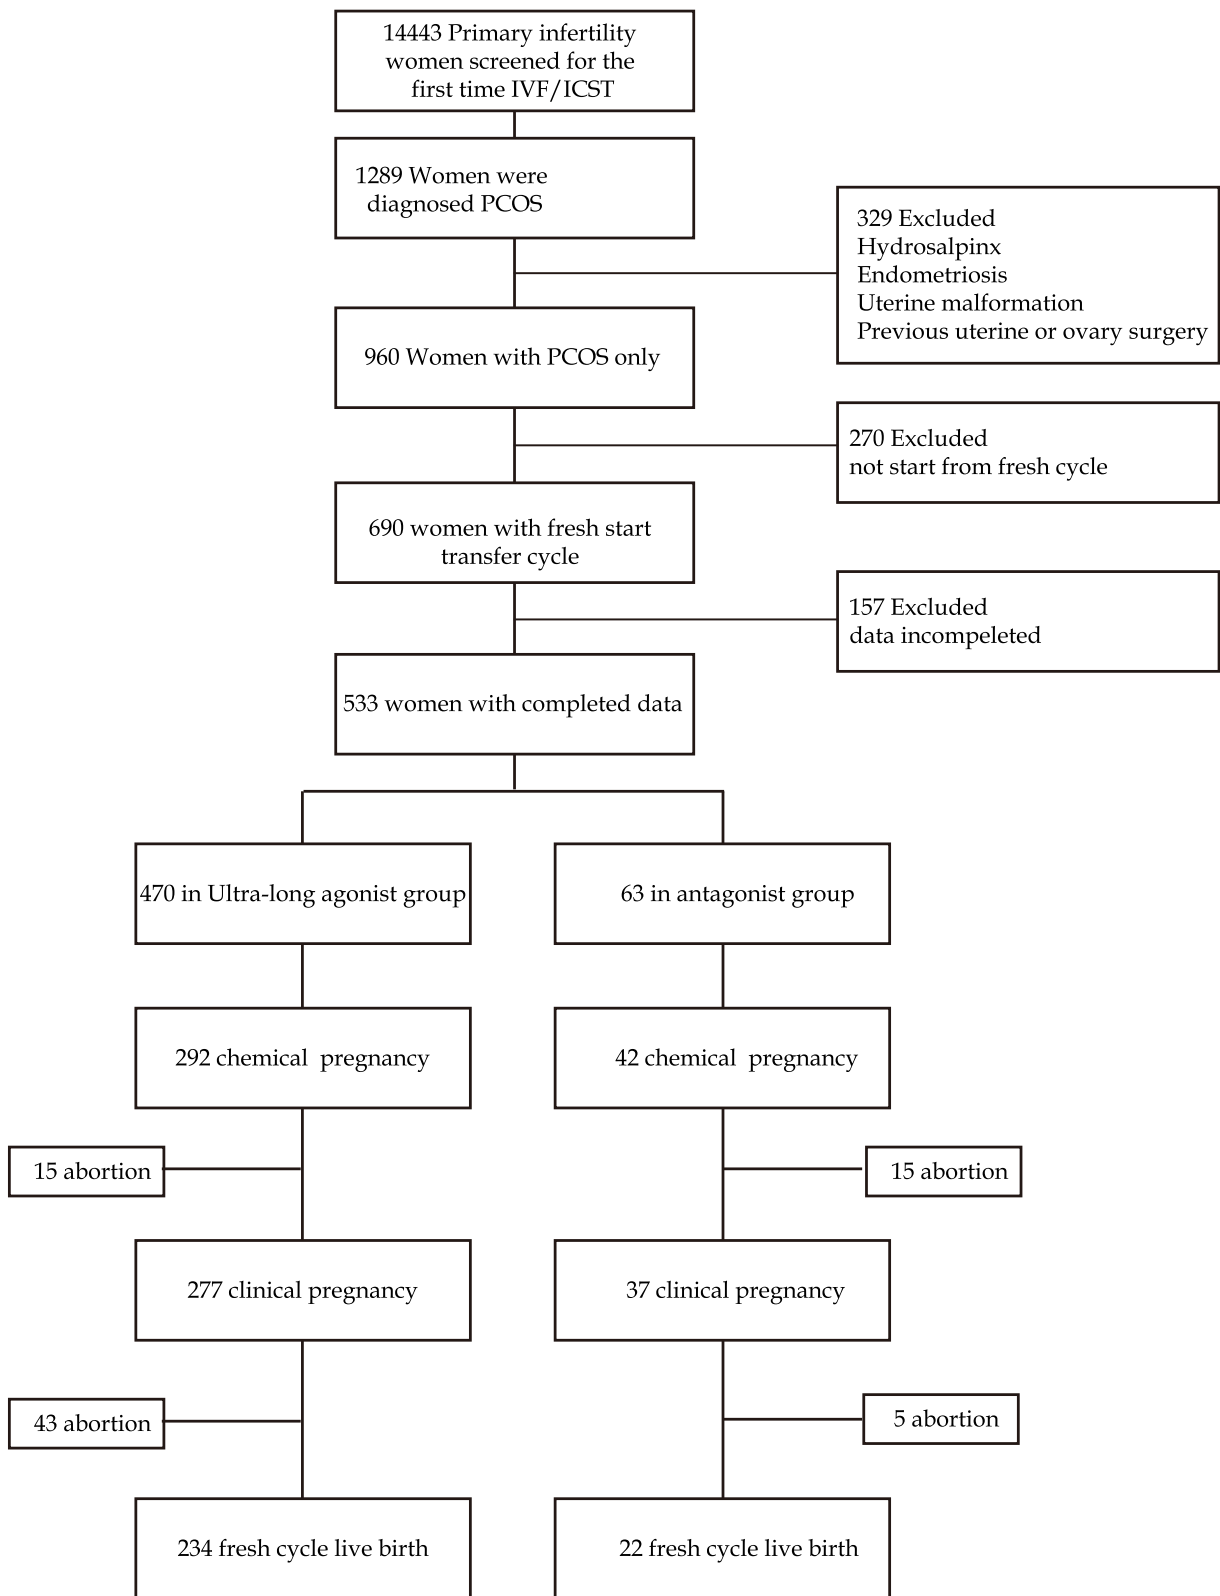 14443 Primary infertility
women screened for the
first time IVF/ICST
1289 Women were
diagnosed PCOS
329 Excluded
Hydrosalpinx
Endometriosis
Uterine malformation
Previous uterine or ovary surgery
960 Women with PCOS only
270 Excluded
not start from fresh cycle
690 women with fresh start
transfer cycle
157 Excluded
data incompeleted
533 women with completed data
470 in Ultra-long agonist group
63 in antagonist group
292 chemical pregnancy
42 chemical pregnancy
15 abortion
15 abortion
277 clinical pregnancy
37 clinical pregnancy
43 abortion
5 abortion
234 fresh cycle live birth
22 fresh cycle live birth